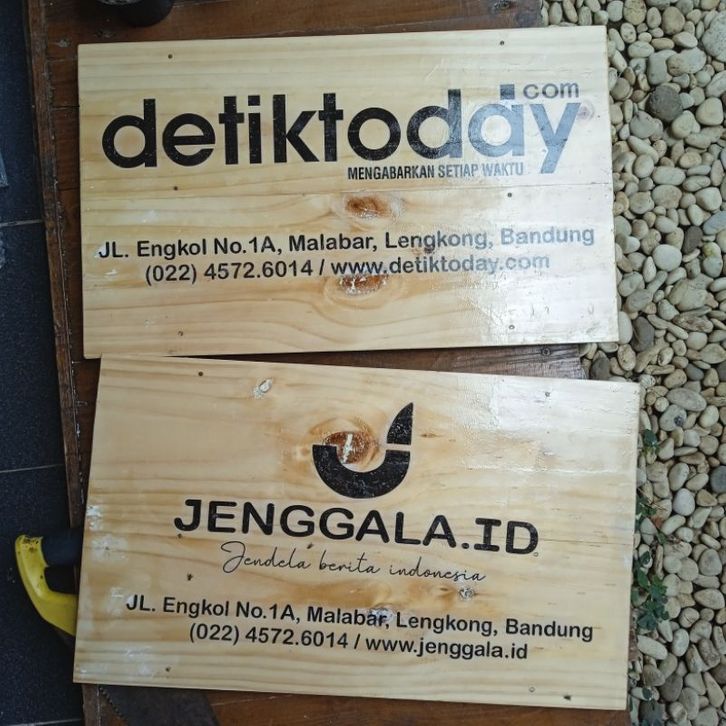 detiktoday.com
MENGABARKAN SETIAP WAKTU
JL. Engkol No.1A, Malabar, Lengkong, Bandung
(022) 4572.6014 / www.detiktoday.com
JENGGALA.ID
Jendela berita indonesia
JL. Engkol No.1A, Malabar, Lengkong, Bandung
(022) 4572.6014 / www.jenggala.id